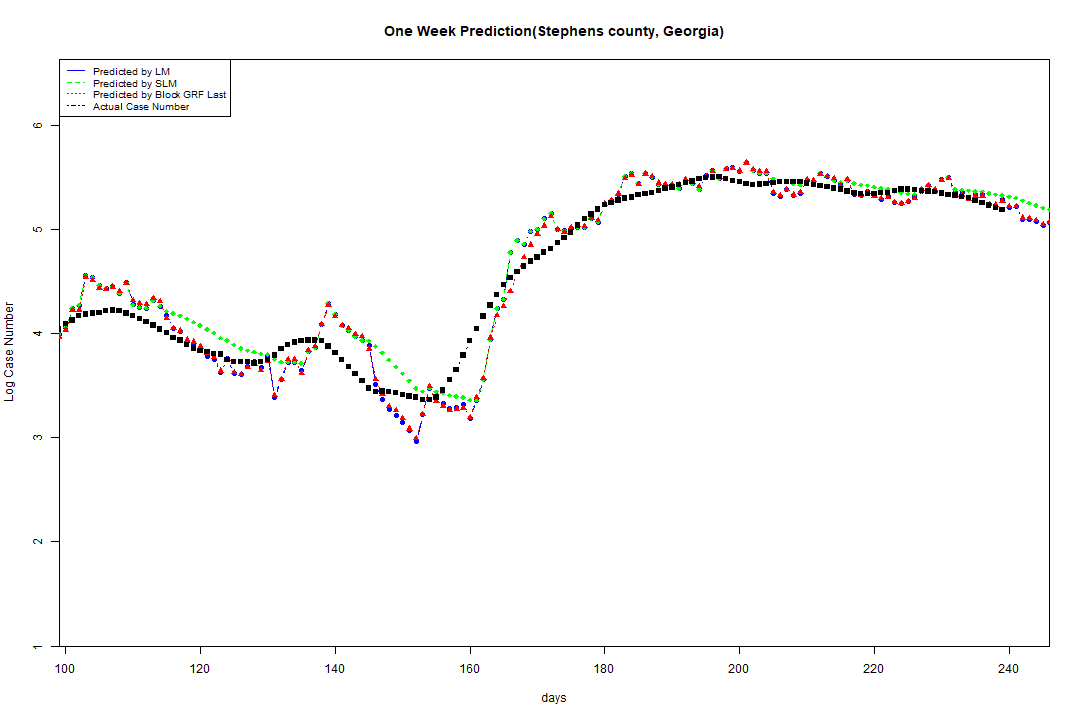 One Week Prediction(Stephens county, Georgia)
Predicted by LM
Predicted by SLM
Predicted by Block GRF Last
Actual Case Number
Log Case Number
6
5
4
3
2
1
100 120 140 160 180 200 220 240
days